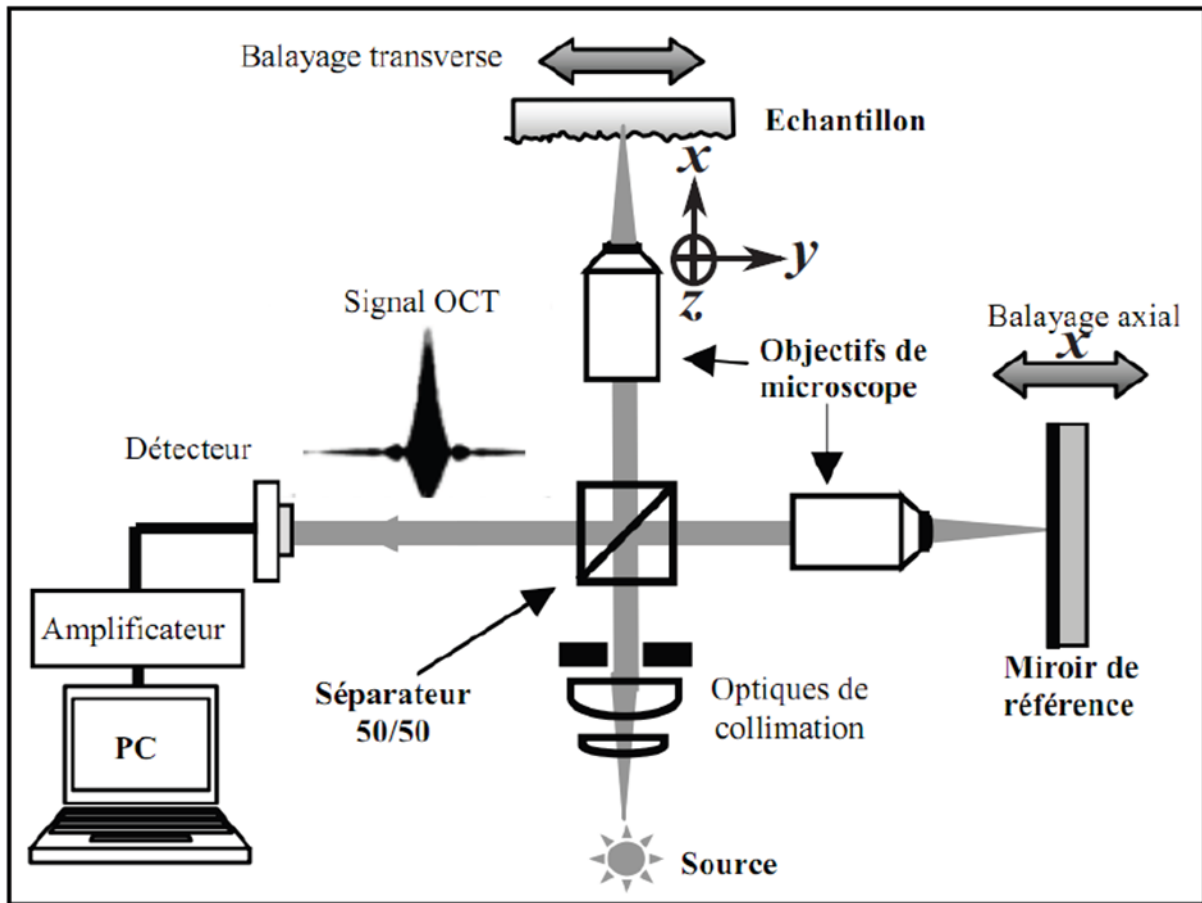 Balayage transverse
Echantillon
x
y
z
Signal OCT
Balayage axial
x
Objectifs de
microscope
Détecteur
Amplificateur
PC
Séparateur
50/50
Optiques de
collimation
Miroir de
référence
Source